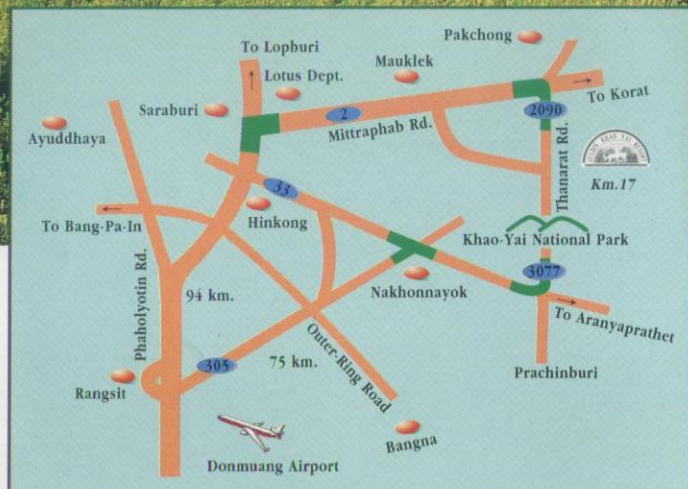 Pakchong
To Lopburi
Mauklek
Lotus Dept.
To Korat
Saraburi
2
2090
Mittraphab Rd.
Ayuddhaya
Thanarat Rd.
Km.17
33
Hinkong
To Bang-Pa-In
Khao-Yai National Park
Phaholyotin Rd.
3077
Nakhonnayok
94 km.
To Aranyaprathet
Outer-Ring Road
305
75 km.
Prachinburi
Rangsit
Bangna
Donmuang Airport